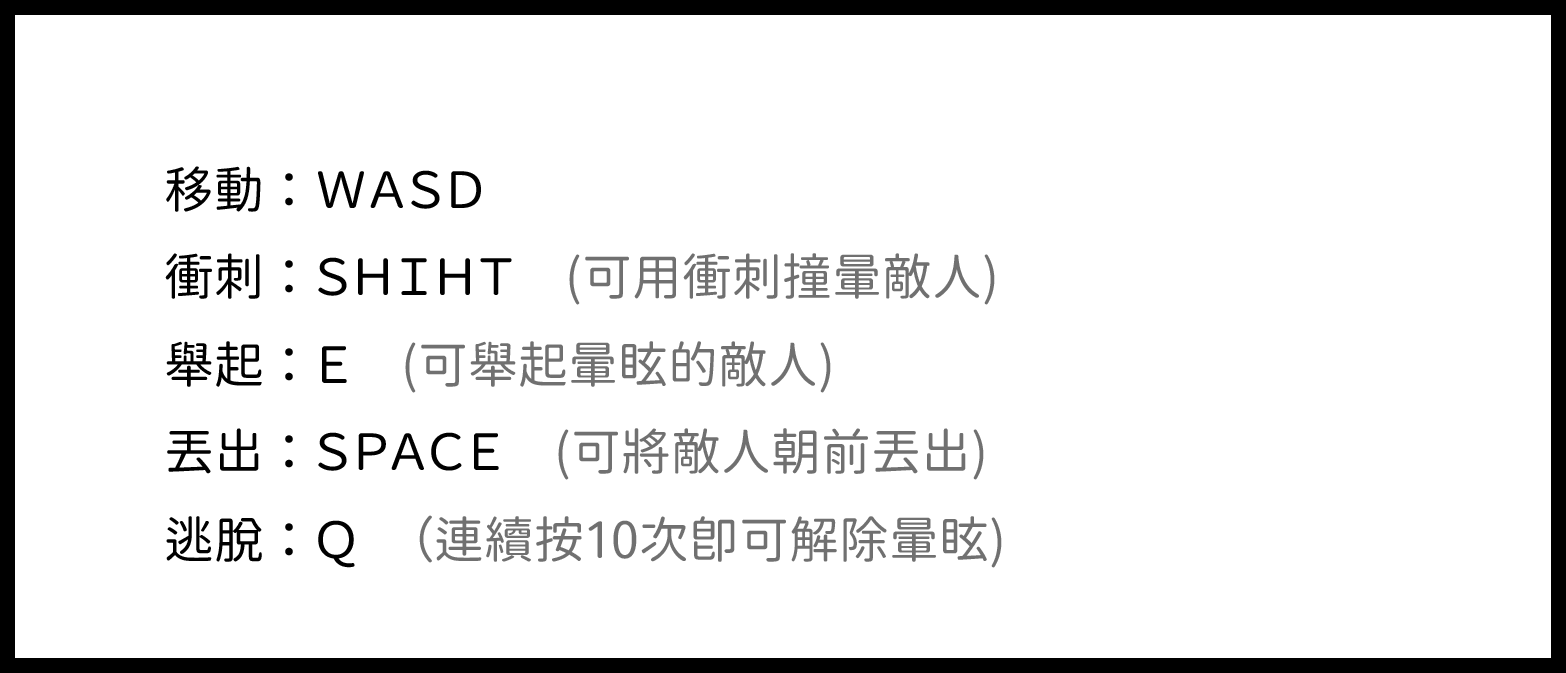 移動：WASD
衝刺：SHIHT (可用衝刺撞暈敵人)
舉起：E (可舉起暈眩的敵人)
丟出：SPACE (可將敵人朝前丟出)
逃脫：Q (連續按10次即可解除暈眩)